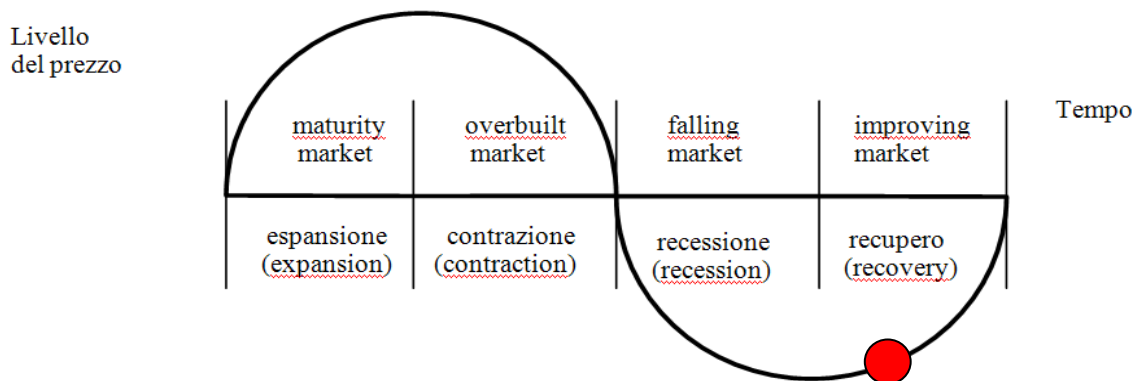 Livello
del prezzo
Tempo
maturity
market
overbuilt
market
falling
market
improving
market
espansione
(expansion)
contrazione
(contraction)
recessione
(recession)
recupero
(recovery)